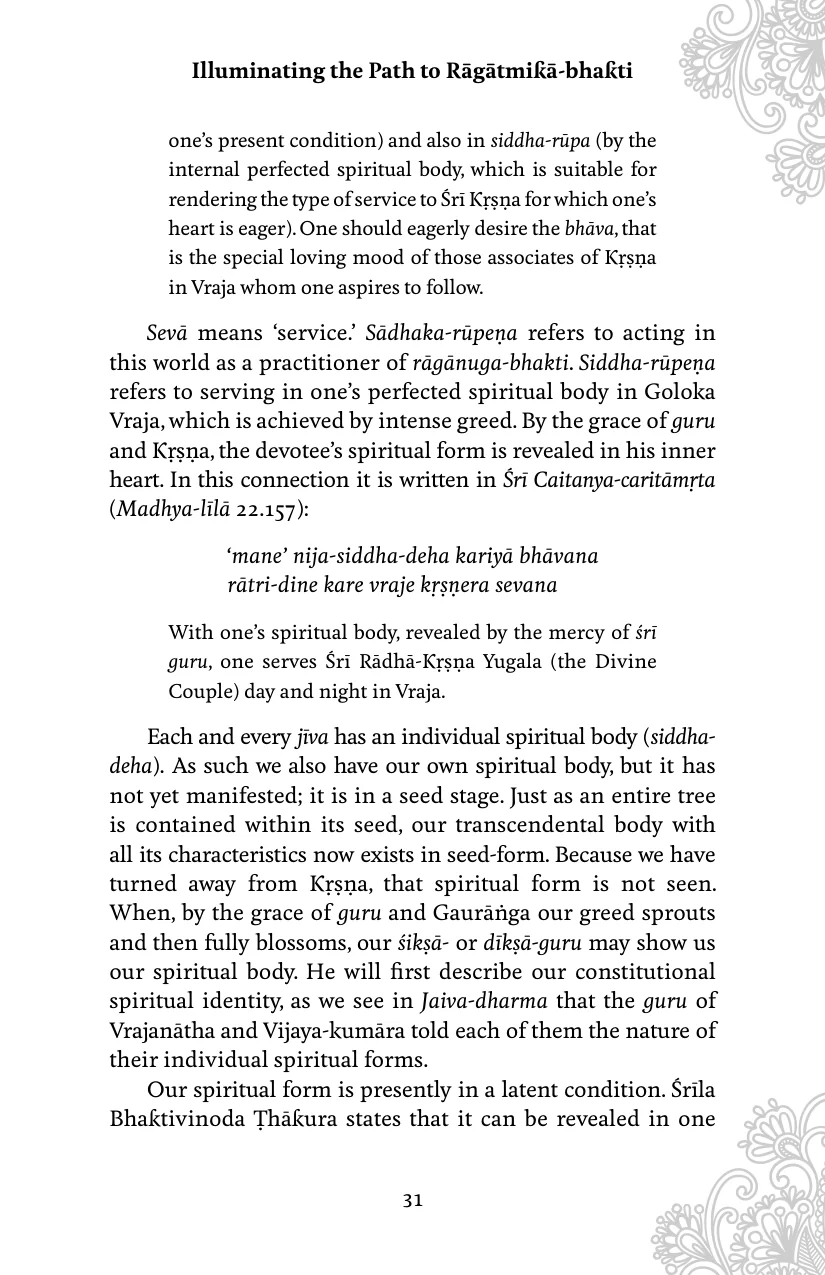 Illuminating the Path to Rāgātmikā-bhakti
one’s present condition) and also in siddha-rūpa (by the
internal perfected spiritual body, which is suitable for
rendering the type of service to Śrī Kṛṣṇa for which one’s
heart is eager). One should eagerly desire the bhāva, that
is the special loving mood of those associates of Kṛṣṇa
in Vraja whom one aspires to follow.
Sevā means ‘service.’ Sādhaka-rūpeṇa refers to acting in
this world as a practitioner of rāgānuga-bhakti. Siddha-rūpeṇa
refers to serving in one’s perfected spiritual body in Goloka
Vraja, which is achieved by intense greed. By the grace of guru
and Kṛṣṇa, the devotee’s spiritual form is revealed in his inner
heart. In this connection it is written in Śrī Caitanya-caritāmṛta
(Madhya-līlā 22.157):
‘mane’ nija-siddha-deha kariyā bhāvana
rātri-dine kare vraje kṛṣṇera sevana
With one’s spiritual body, revealed by the mercy of śrī
guru, one serves Śrī Rādhā-Kṛṣṇa Yugala (the Divine
Couple) day and night in Vraja.
Each and every jīva has an individual spiritual body (siddha-
deha). As such we also have our own spiritual body, but it has
not yet manifested; it is in a seed stage. Just as an entire tree
is contained within its seed, our transcendental body with
all its characteristics now exists in seed-form. Because we have
turned away from Kṛṣṇa, that spiritual form is not seen.
When, by the grace of guru and Gaurāṅga our greed sprouts
and then fully blossoms, our śikṣā- or dīkṣā-guru may show us
our spiritual body. He will first describe our constitutional
spiritual identity, as we see in Jaiva-dharma that the guru of
Vrajanātha and Vijaya-kumāra told each of them the nature of
their individual spiritual forms.
Our spiritual form is presently in a latent condition. Śrīla
Bhaktivinoda Ṭhākura states that it can be revealed in one
31